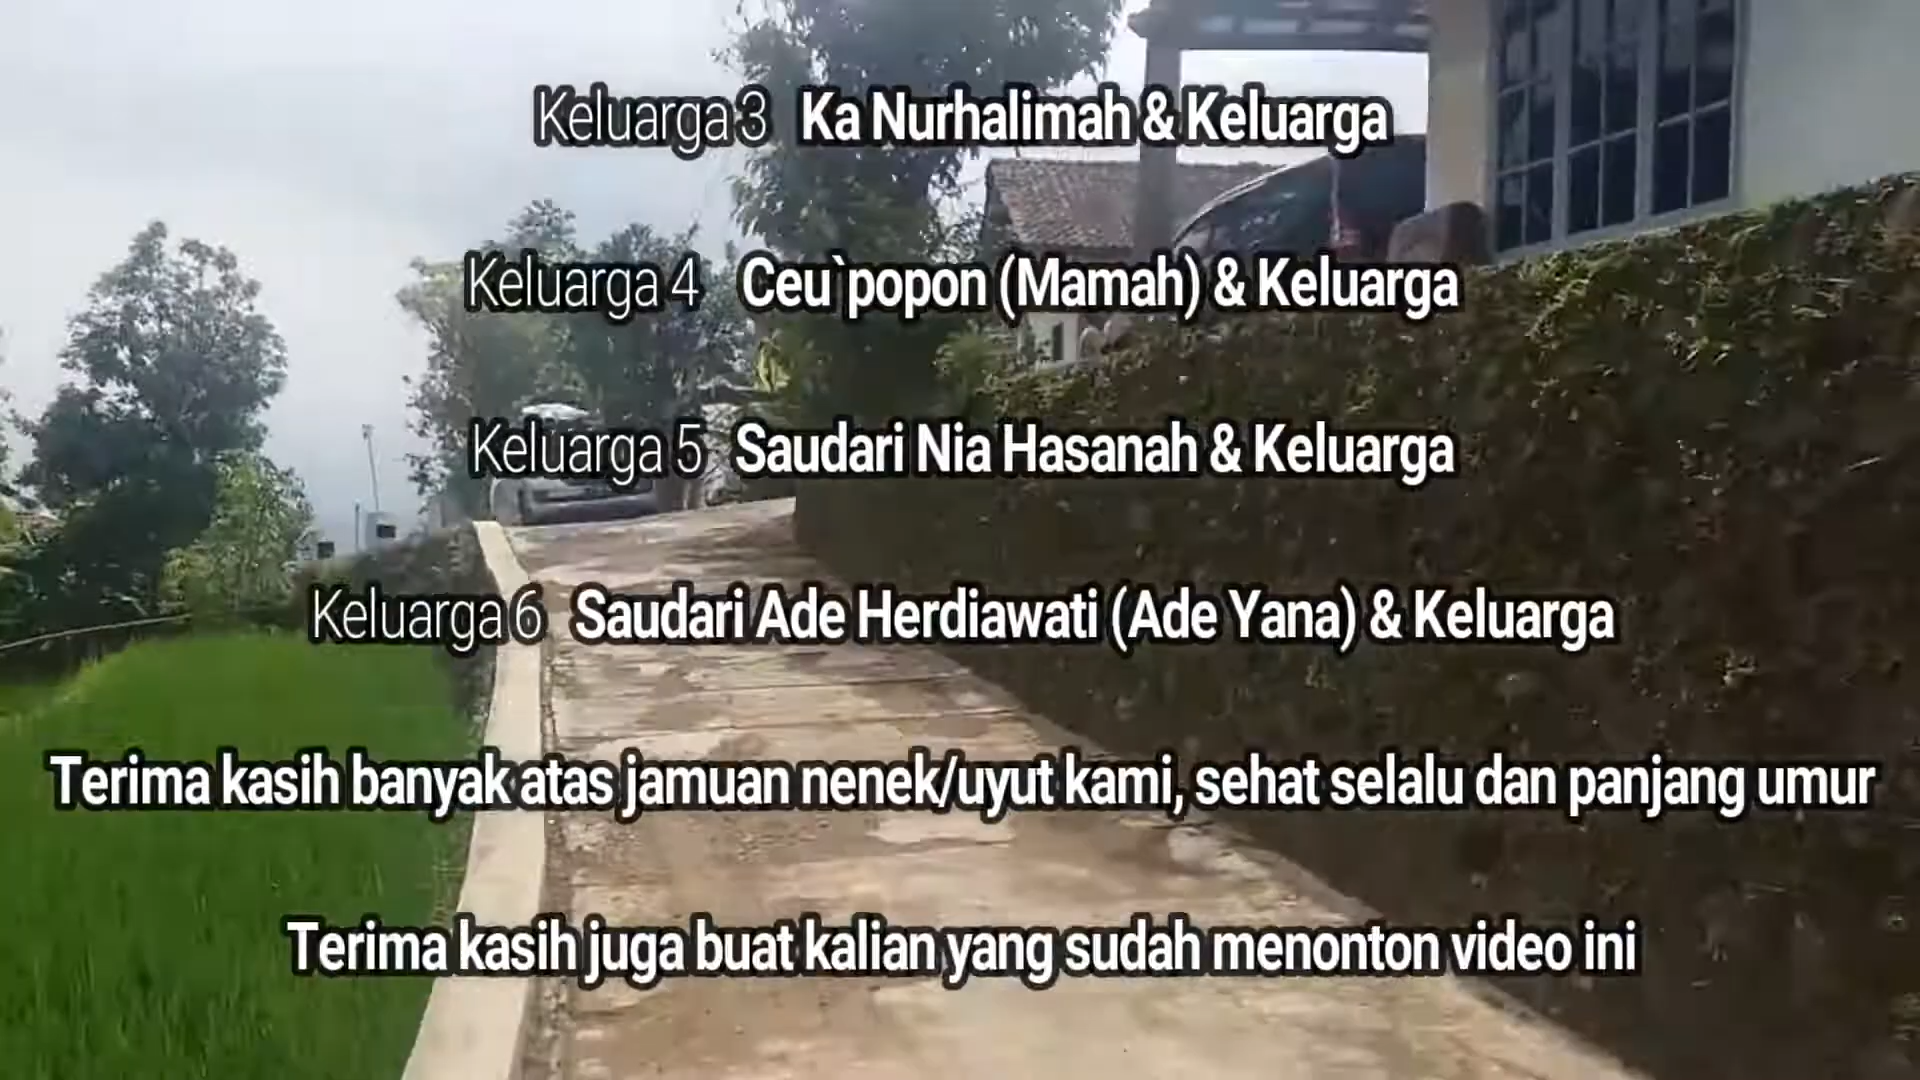 Keluarga 3 Ka Nurhalimah & Keluarga
Keluarga 4 Ceu`popon (Mamah) & Keluarga
Keluarga 5 Saudari Nia Hasanah & Keluarga
Keluarga 6 Saudari Ade Herdiawati (Ade Yana) & Keluarga
Terima kasih banyak atas jamuan nenek/uyut kami, sehat selalu dan panjang umur
Terima kasih juga buat kalian yang sudah menonton video ini